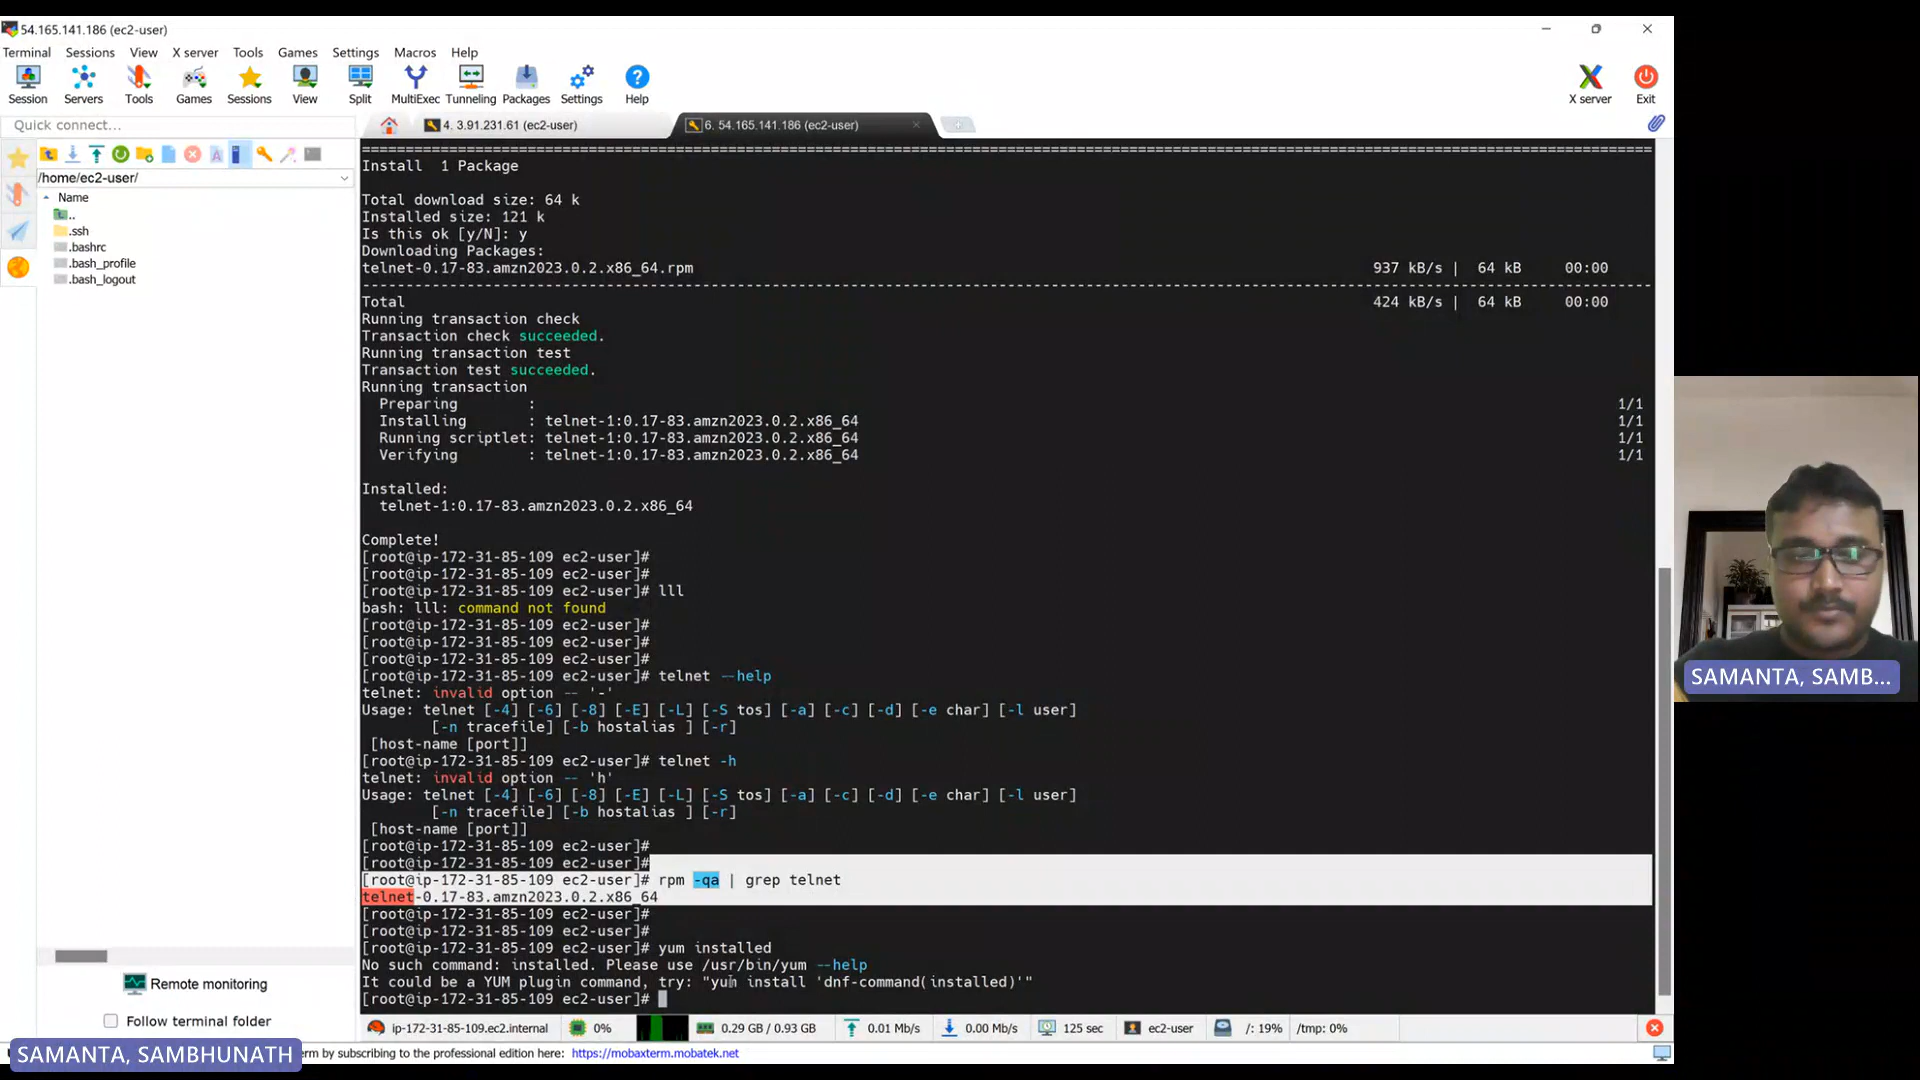 54.165.141.186 (ec2-user)
Terminal Sessions View X server Tools Games Settings Macros Help
Session Servers Tools Games Sessions View Split MultiExec Tunneling Packages Settings Help X server Exit
Quick connect...
4. 3.91.231.61 (ec2-user)
6. 54.165.141.186 (ec2-user)
/home/ec2-user/
Name
..
.ssh
.bashrc
.bash_profile
.bash_logout
Install  1 Package
Total download size: 64 k
Installed size: 121 k
Is this ok [y/N]: y
Downloading Packages:
telnet-0.17-83.amzn2023.0.2.x86_64.rpm 937 kB/s | 64 kB 00:00
Total 424 kB/s | 64 kB 00:00
Running transaction check
Transaction check succeeded.
Running transaction test
Transaction test succeeded.
Running transaction
Preparing : 1/1
Installing : telnet-1:0.17-83.amzn2023.0.2.x86_64 1/1
Running scriptlet: telnet-1:0.17-83.amzn2023.0.2.x86_64 1/1
Verifying : telnet-1:0.17-83.amzn2023.0.2.x86_64 1/1
Installed:
telnet-1:0.17-83.amzn2023.0.2.x86_64
Complete!
[root@ip-172-31-85-109 ec2-user]#
[root@ip-172-31-85-109 ec2-user]#
[root@ip-172-31-85-109 ec2-user]# lll
bash: lll: command not found
[root@ip-172-31-85-109 ec2-user]#
[root@ip-172-31-85-109 ec2-user]#
[root@ip-172-31-85-109 ec2-user]#
[root@ip-172-31-85-109 ec2-user]# telnet --help
telnet: invalid option -- '-'
Usage: telnet [-4] [-6] [-8] [-E] [-L] [-S tos] [-a] [-c] [-d] [-e char] [-l user]
[-n tracefile] [-b hostalias ] [-r]
[host-name [port]]
[root@ip-172-31-85-109 ec2-user]# telnet -h
telnet: invalid option -- 'h'
Usage: telnet [-4] [-6] [-8] [-E] [-L] [-S tos] [-a] [-c] [-d] [-e char] [-l user]
[-n tracefile] [-b hostalias ] [-r]
[host-name [port]]
[root@ip-172-31-85-109 ec2-user]#
[root@ip-172-31-85-109 ec2-user]#
[root@ip-172-31-85-109 ec2-user]# rpm -qa | grep telnet
telnet-0.17-83.amzn2023.0.2.x86_64
[root@ip-172-31-85-109 ec2-user]#
[root@ip-172-31-85-109 ec2-user]#
[root@ip-172-31-85-109 ec2-user]# yum installed
No such command: installed. Please use /usr/bin/yum --help
It could be a YUM plugin command, try: "yum install 'dnf-command(installed)'"
[root@ip-172-31-85-109 ec2-user]#
Remote monitoring
Follow terminal folder
ip-172-31-85-109.ec2.internal 0% 0.29 GB / 0.93 GB 0.01 Mb/s 0.00 Mb/s 125 sec ec2-user /: 19% /tmp: 0%
SAMANTA, SAMBHUNATH
erm by subscribing to the professional edition here: https://mobaxterm.mobatek.net
SAMANTA, SAMB...